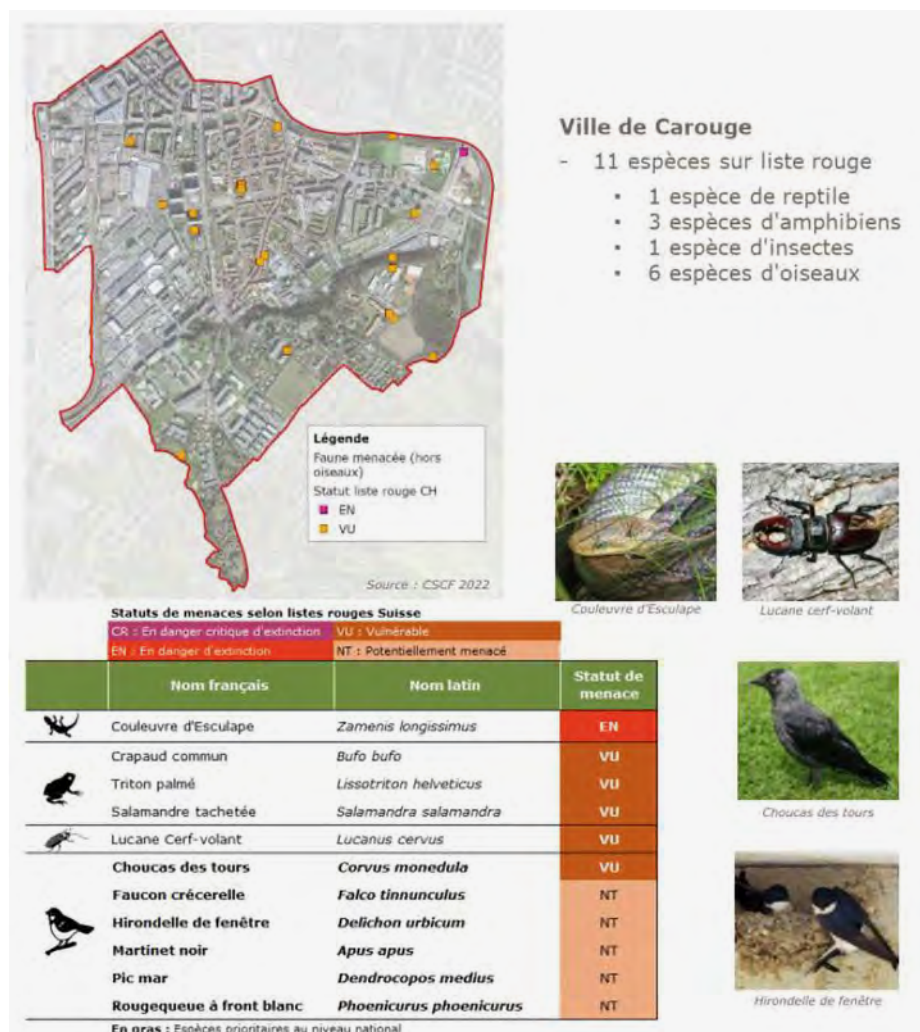 Ville de Carouge
- 11 espèces sur liste rouge
▪ 1 espèce de reptile
▪ 3 espèces d'amphibiens
▪ 1 espèce d'insectes
▪ 6 espèces d'oiseaux
Légende
Faune menacée (hors
oiseaux)
Statut liste rouge CH
EN
VU
Source : CSCF 2022
Couleuvre d'Esculape
Lucane cerf-volant
Statuts de menaces selon listes rouges Suisse
CR : En danger critique d'extinction VU : Vulnérable
EN : En danger d'extinction NT : Potentiellement menacé
Nom français Nom latin Statut de
menace
Couleuvre d'Esculape Zamenis longissimus EN
Crapaud commun Bufo bufo VU
Triton palmé Lissotriton helveticus VU
Salamandre tachetée Salamandra salamandra VU
Lucane Cerf-volant Lucanus cervus VU
Choucas des tours Corvus monedula VU
Faucon crécerelle Falco tinnunculus NT
Hirondelle de fenêtre Delichon urbicum NT
Martinet noir Apus apus NT
Pic mar Dendrocopos medius NT
Rougequeue à front blanc Phoenicurus phoenicurus NT
En gras : Espèces prioritaires au niveau national
Choucas des tours
Hirondelle de fenêtre